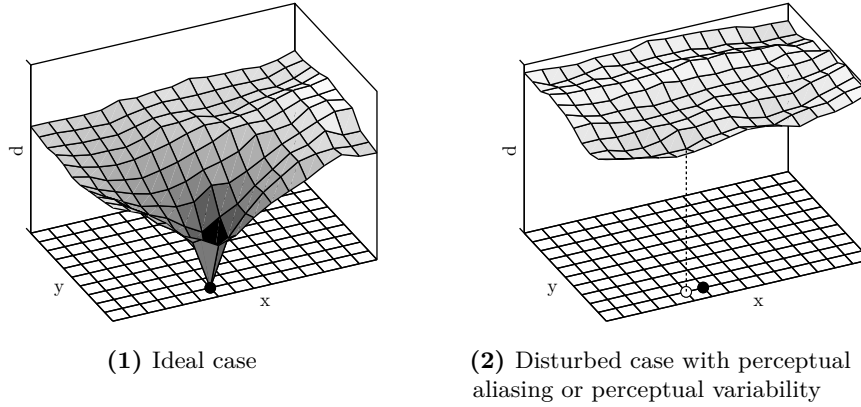 d
y
x
d
y
x
(1) Ideal case
(2) Disturbed case with perceptual
aliasing or perceptual variability